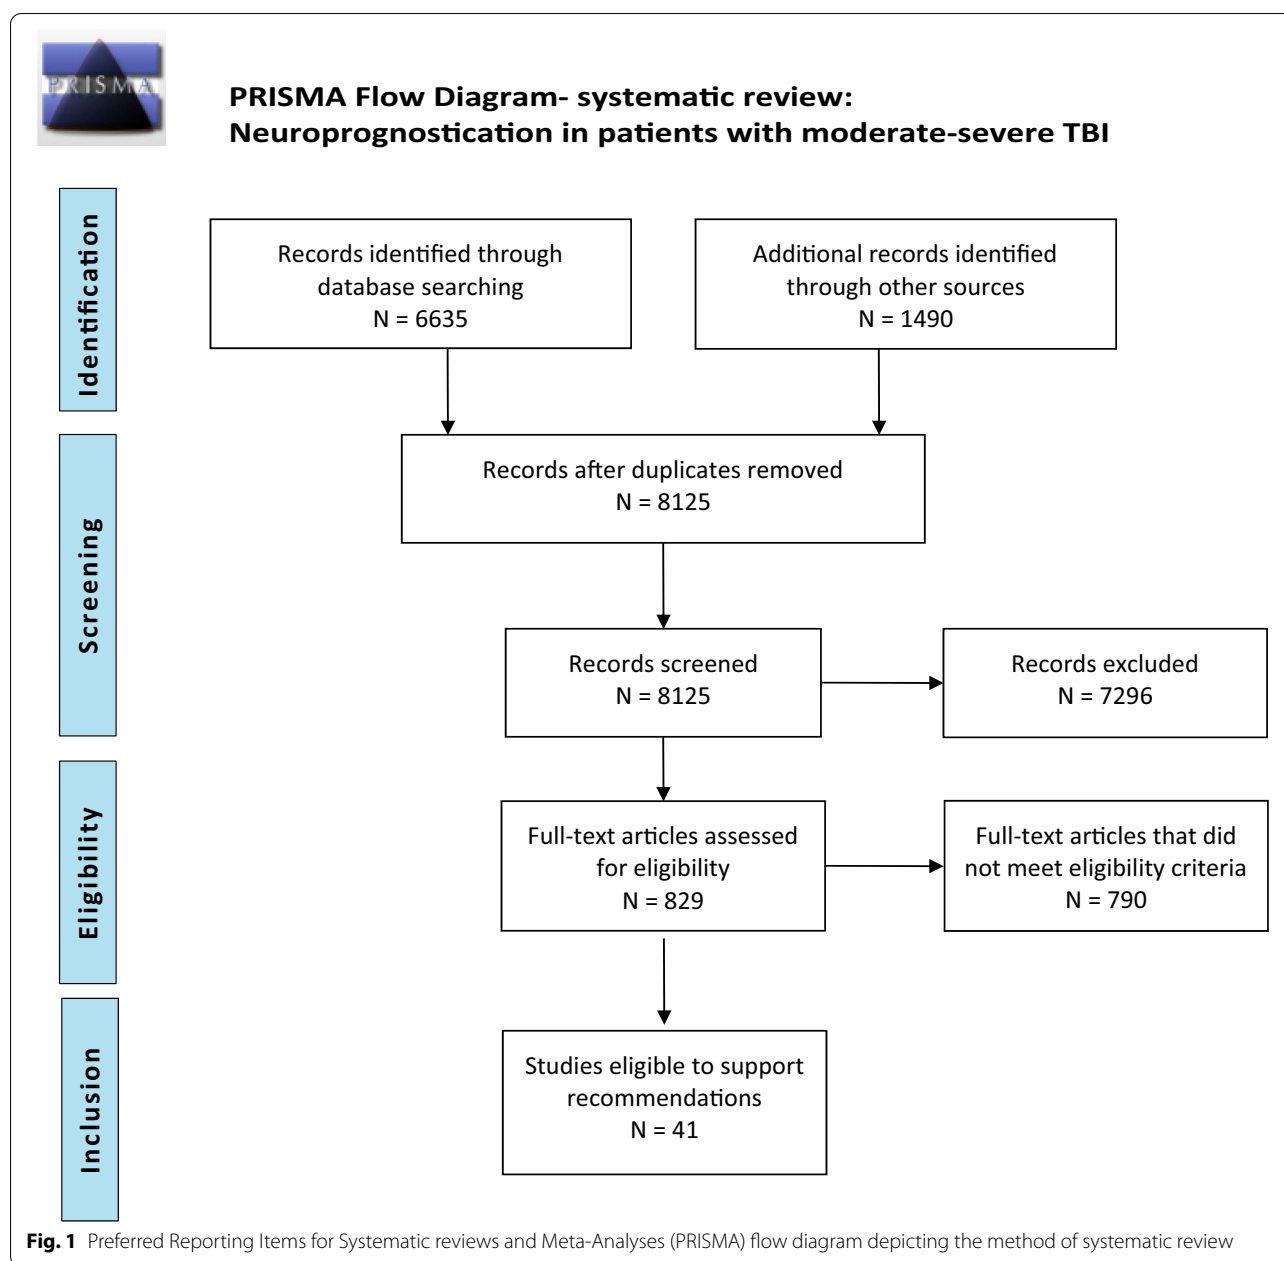 PRISMA
PRISMA Flow Diagram- systematic review:
Neuroprognostication in patients with moderate-severe TBI
Identification
Records identified through
database searching
N = 6635
Additional records identified
through other sources
N = 1490
Screening
Records after duplicates removed
N = 8125
Records screened
N = 8125
Records excluded
N = 7296
Eligibility
Full-text articles assessed
for eligibility
N = 829
Full-text articles that did
not meet eligibility criteria
N = 790
Inclusion
Studies eligible to support
recommendations
N = 41
Fig. 1 Preferred Reporting Items for Systematic reviews and Meta-Analyses (PRISMA) flow diagram depicting the method of systematic review